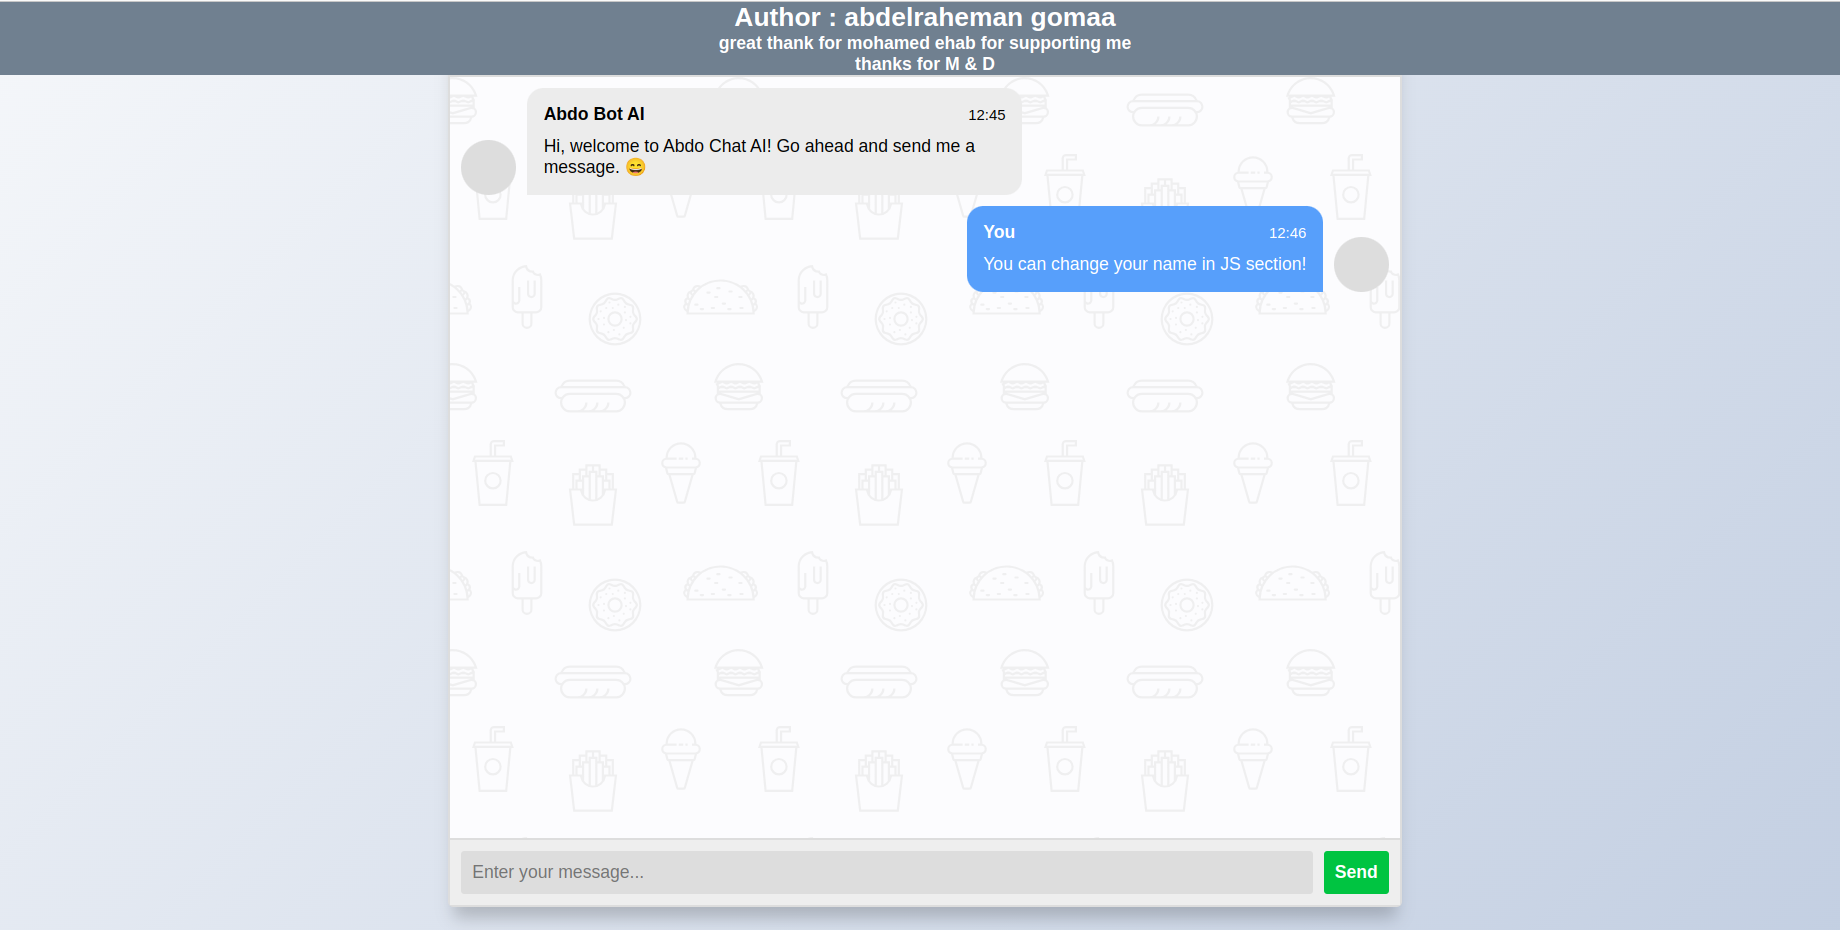 Author : abdelraheman gomaa
great thank for mohamed ehab for supporting me
thanks for M & D
Abdo Bot AI
12:45
Hi, welcome to Abdo Chat AI! Go ahead and send me a
message. 😄
You
12:46
You can change your name in JS section!
Enter your message...
Send